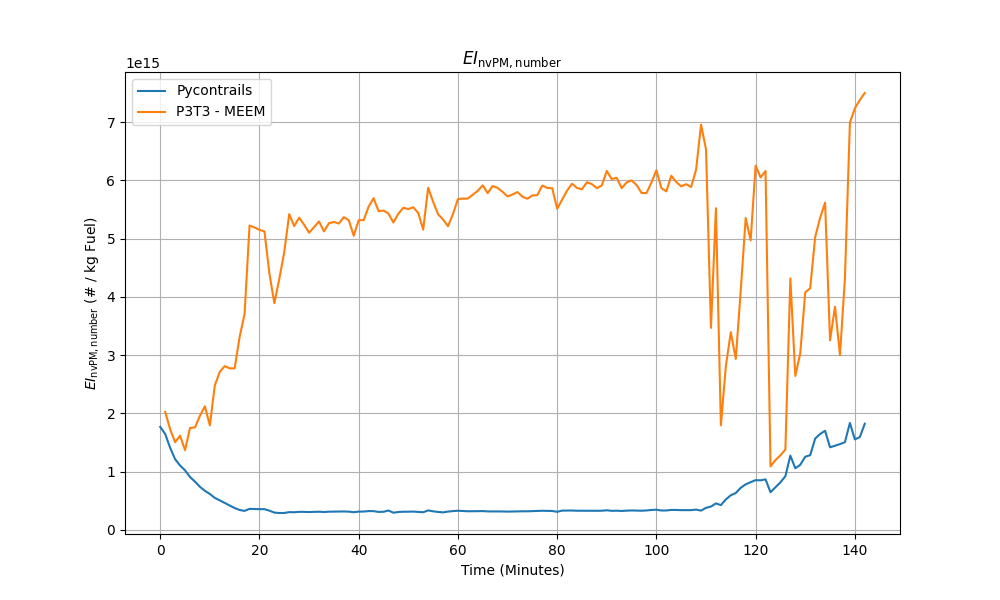 EI_nvPM, number
1e15
Pycontrails
P3T3 - MEEM
EI_nvPM, number (# / kg Fuel)
7
6
5
4
3
2
1
0
0 20 40 60 80 100 120 140
Time (Minutes)